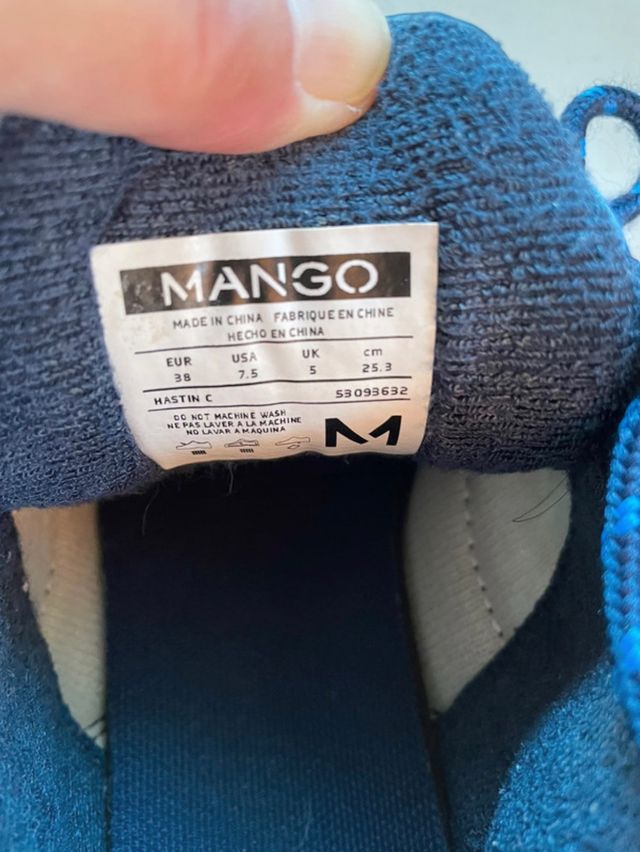 MANGO
MADE IN CHINA FABRIQUE EN CHINE
HECHO EN CHINA
EUR USA UK cm
38 7.5 5 25.3
HASTIN C 53093632
DO NOT MACHINE WASH
NE PAS LAVER A LA MACHINE
NO LAVAR A MAQUINA
M